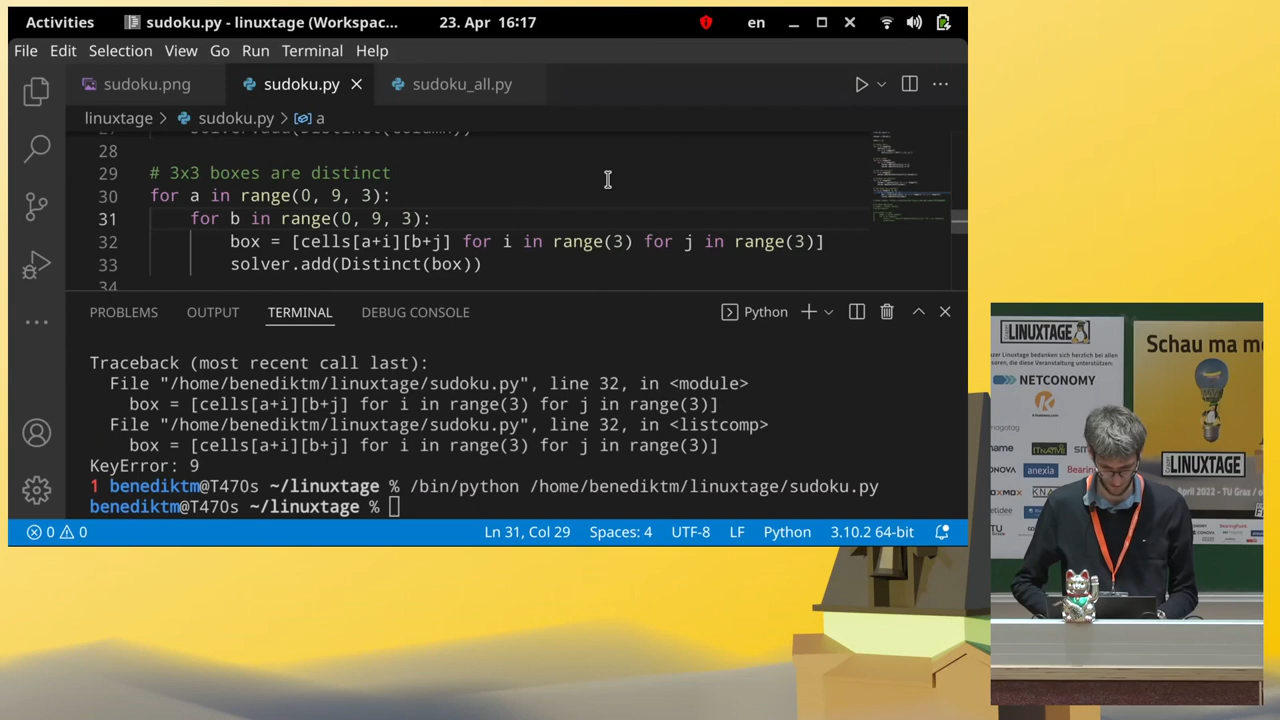 Activities
sudoku.py - linuxtage (Workspac...
23. Apr 16:17
en
File Edit Selection View Go Run Terminal Help
sudoku.png
sudoku.py
sudoku_all.py
linuxtage > sudoku.py > a
28
29 # 3x3 boxes are distinct
30 for a in range(0, 9, 3):
31 for b in range(0, 9, 3):
32 box = [cells[a+i][b+j] for i in range(3) for j in range(3)]
33 solver.add(Distinct(box))
34
PROBLEMS OUTPUT TERMINAL DEBUG CONSOLE
Python
Traceback (most recent call last):
File "/home/benediktm/linuxtage/sudoku.py", line 32, in <module>
box = [cells[a+i][b+j] for i in range(3) for j in range(3)]
File "/home/benediktm/linuxtage/sudoku.py", line 32, in <listcomp>
box = [cells[a+i][b+j] for i in range(3) for j in range(3)]
KeyError: 9
1 benediktm@T470s ~/linuxtage % /bin/python /home/benediktm/linuxtage/sudoku.py
benediktm@T470s ~/linuxtage %
0 0
Ln 31, Col 29 Spaces: 4 UTF-8 LF Python 3.10.2 64-bit
LINUXTAGE
NETCONOMY
Schau ma m
LINUXTAGE
ITNATIVE
anexia
April 2022 - TU Graz